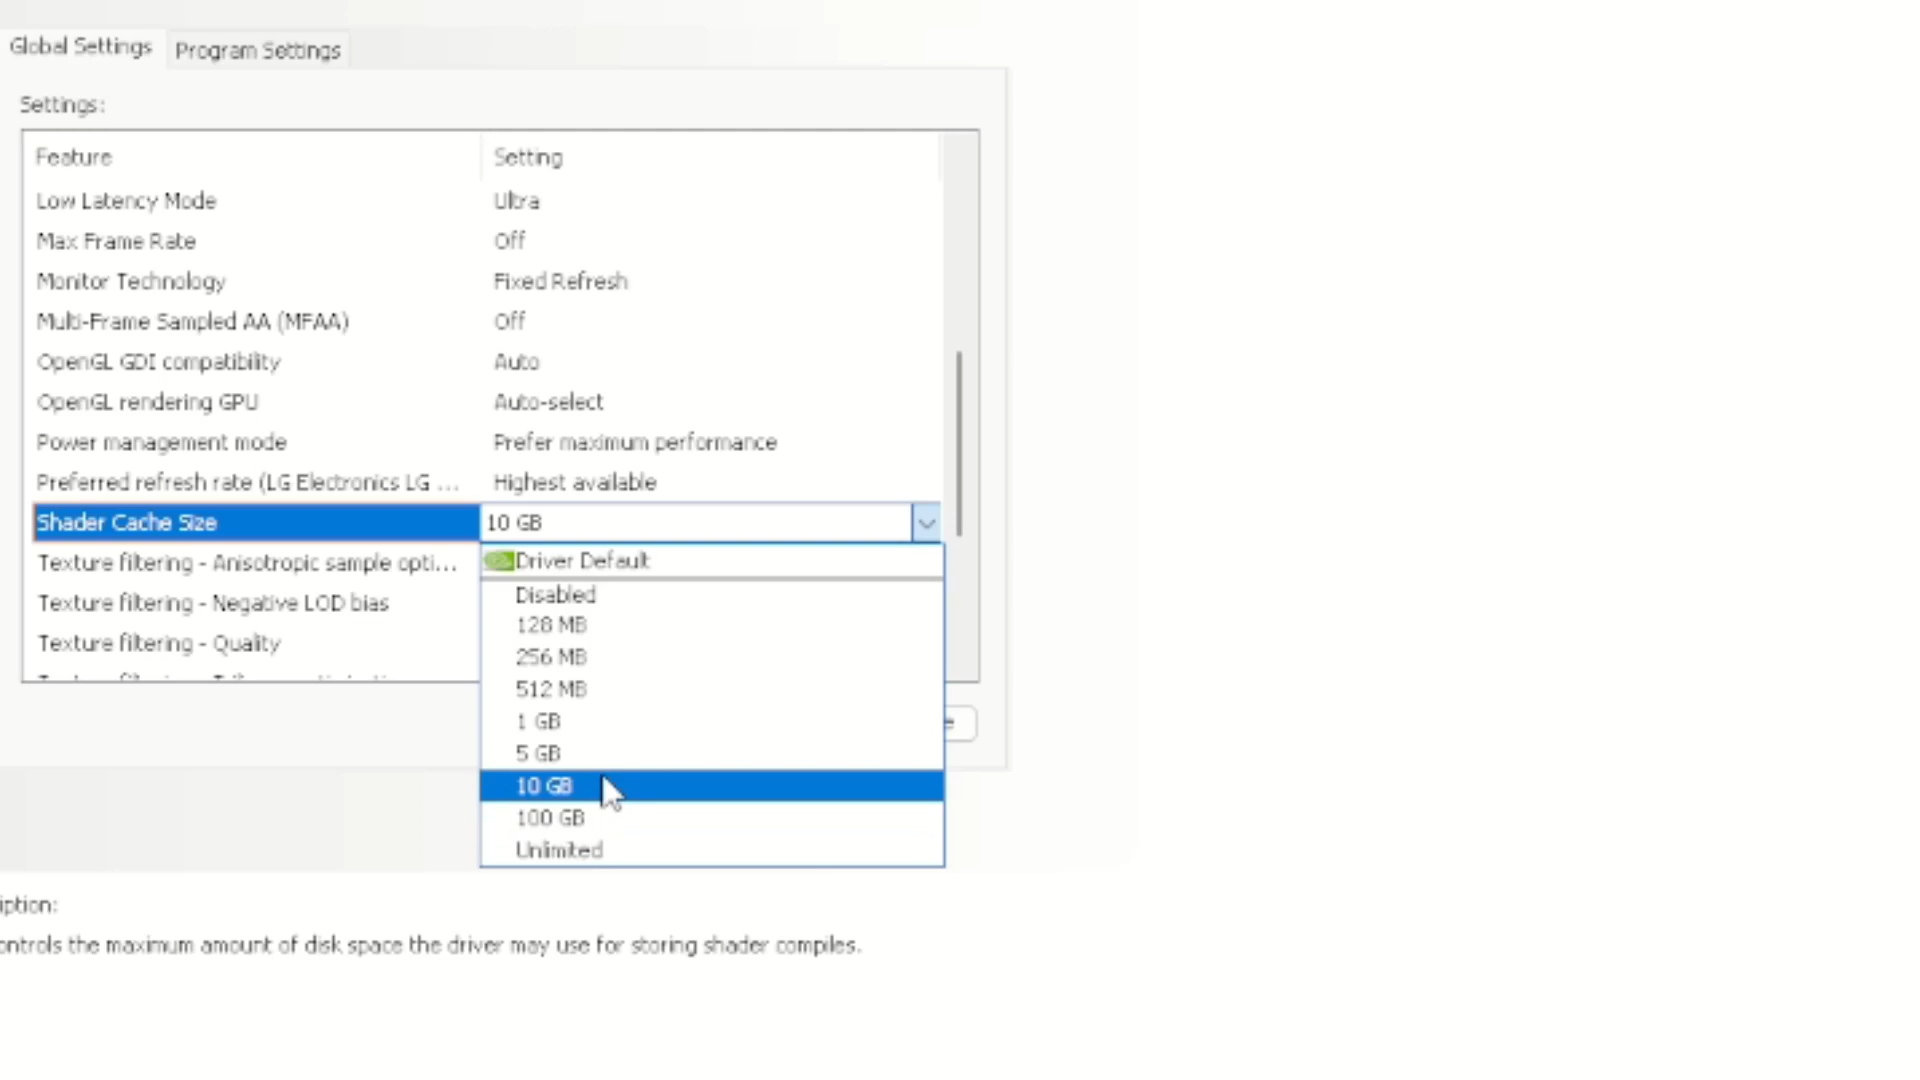 Global Settings
Program Settings
Settings:
Feature Setting
Low Latency Mode Ultra
Max Frame Rate Off
Monitor Technology Fixed Refresh
Multi-Frame Sampled AA (MFAA) Off
OpenGL GDI compatibility Auto
OpenGL rendering GPU Auto-select
Power management mode Prefer maximum performance
Preferred refresh rate (LG Electronics LG ... Highest available
Shader Cache Size 10 GB
Texture filtering - Anisotropic sample opti...
Texture filtering - Negative LOD bias
Texture filtering - Quality
Driver Default
Disabled
128 MB
256 MB
512 MB
1 GB
5 GB
10 GB
100 GB
Unlimited
iption:
ontrols the maximum amount of disk space the driver may use for storing shader compiles.